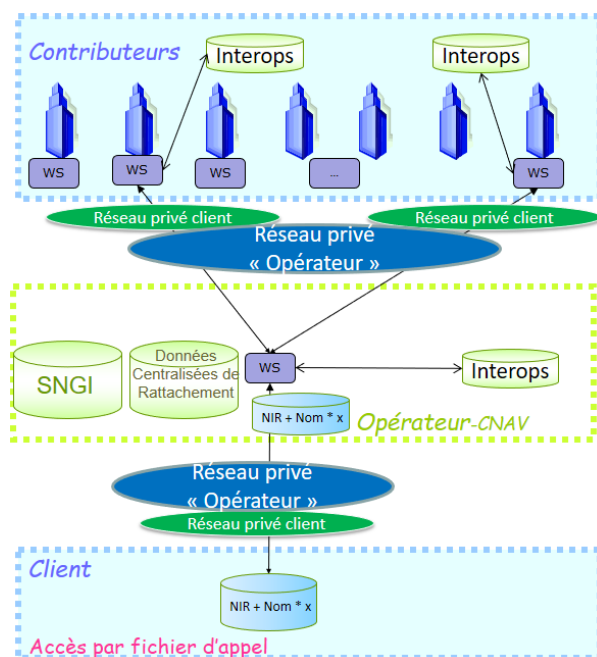 Contributeurs
Interops
Interops
WS
WS
WS
...
WS
Réseau privé client
Réseau privé client
Réseau privé
« Opérateur »
SNGI
Données
Centralisées de
Rattachement
WS
Interops
NIR + Nom * x
Opérateur-CNAV
Réseau privé
« Opérateur »
Réseau privé client
Client
NIR + Nom * x
Accès par fichier d'appel